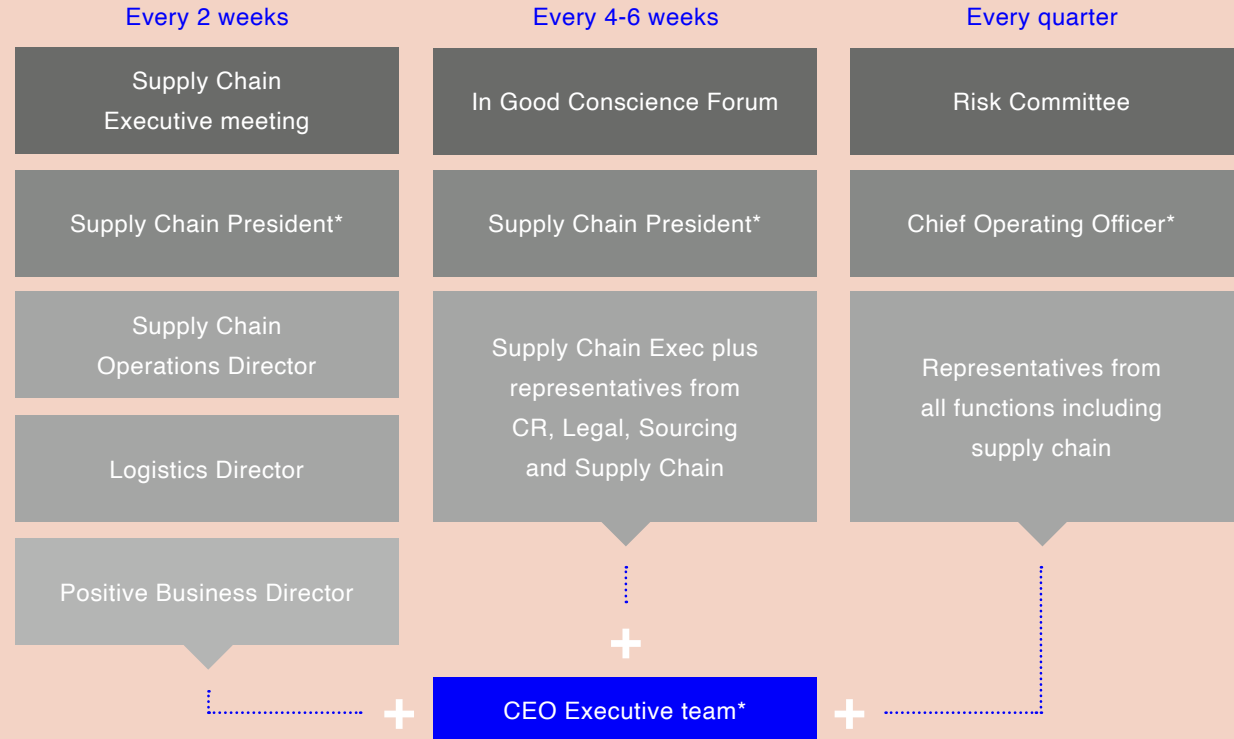 Every 2 weeks
Supply Chain
Executive meeting
Supply Chain President*
Supply Chain
Operations Director
Logistics Director
Positive Business Director
Every 4-6 weeks
In Good Conscience Forum
Supply Chain President*
Supply Chain Exec plus
representatives from
CR, Legal, Sourcing
and Supply Chain
Every quarter
Risk Committee
Chief Operating Officer*
Representatives from
all functions including
supply chain
+
+
CEO Executive team*
+